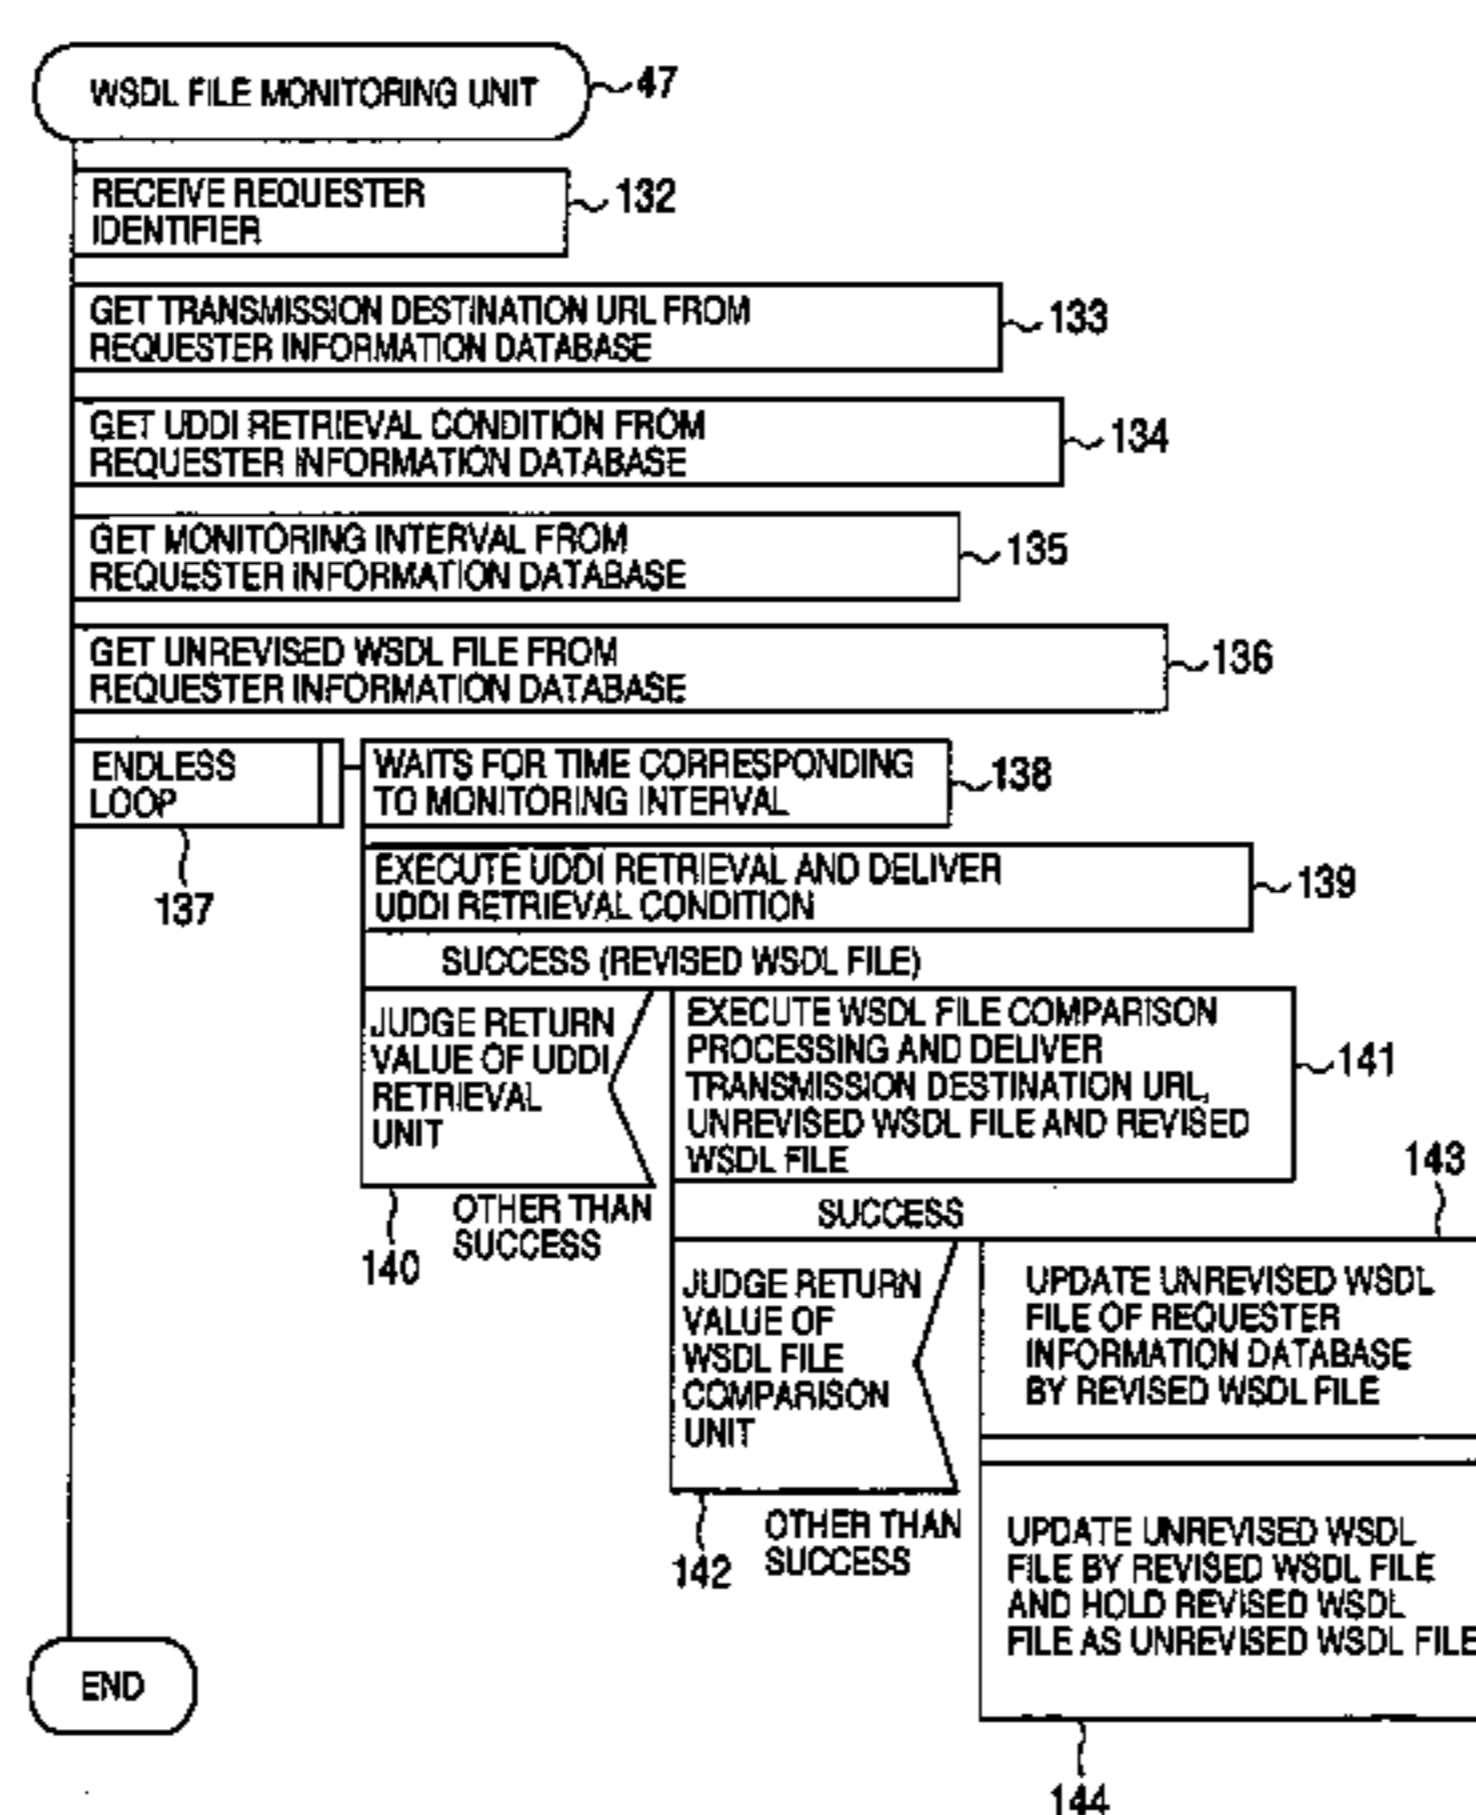 WSDL FILE MONITORING UNIT
47
RECEIVE REQUESTER
IDENTIFIER
132
GET TRANSMISSION DESTINATION URL FROM
REQUESTER INFORMATION DATABASE
133
GET UDDI RETRIEVAL CONDITION FROM
REQUESTER INFORMATION DATABASE
134
GET MONITORING INTERVAL FROM
REQUESTER INFORMATION DATABASE
135
GET UNREVISED WSDL FILE FROM
REQUESTER INFORMATION DATABASE
136
ENDLESS
LOOP
137
WAITS FOR TIME CORRESPONDING
TO MONITORING INTERVAL
138
EXECUTE UDDI RETRIEVAL AND DELIVER
UDDI RETRIEVAL CONDITION
139
SUCCESS (REVISED WSDL FILE)
JUDGE RETURN
VALUE OF UDDI
RETRIEVAL
UNIT
140
OTHER THAN
SUCCESS
EXECUTE WSDL FILE COMPARISON
PROCESSING AND DELIVER
TRANSMISSION DESTINATION URL,
UNREVISED WSDL FILE AND REVISED
WSDL FILE
141
SUCCESS
JUDGE RETURN
VALUE OF
WSDL FILE
COMPARISON
UNIT
142
OTHER THAN
SUCCESS
143
UPDATE UNREVISED WSDL
FILE OF REQUESTER
INFORMATION DATABASE
BY REVISED WSDL FILE
UPDATE UNREVISED WSDL
FILE BY REVISED WSDL FILE
AND HOLD REVISED WSDL
FILE AS UNREVISED WSDL FILE
144
END